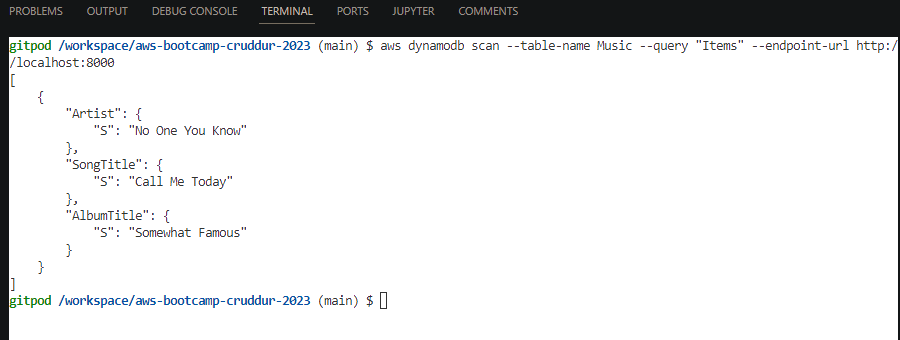 PROBLEMS OUTPUT DEBUG CONSOLE TERMINAL PORTS JUPYTER COMMENTS
gitpod /workspace/aws-bootcamp-cruddur-2023 (main) $ aws dynamodb scan --table-name Music --query "Items" --endpoint-url http:/
/localhost:8000
[
    {
        "Artist": {
            "S": "No One You Know"
        },
        "SongTitle": {
            "S": "Call Me Today"
        },
        "AlbumTitle": {
            "S": "Somewhat Famous"
        }
    }
]
gitpod /workspace/aws-bootcamp-cruddur-2023 (main) $